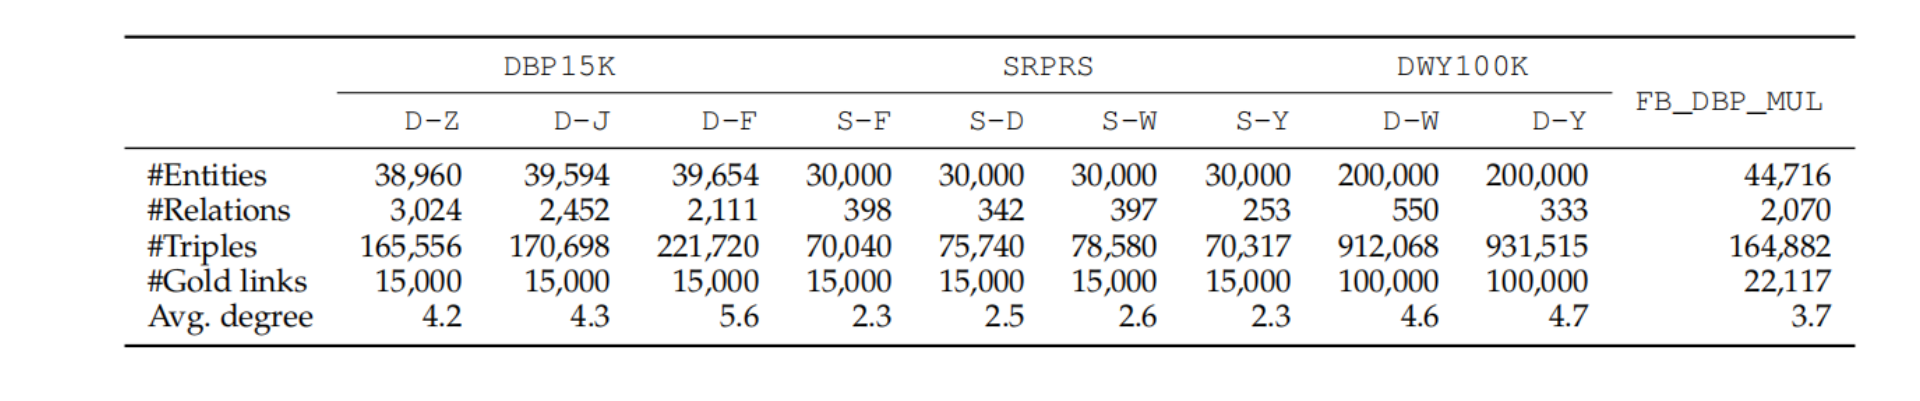 DBP15K SRPRS DWY100K
FB_DBP_MUL
D-Z D-J D-F S-F S-D S-W S-Y D-W D-Y
#Entities 38,960 39,594 39,654 30,000 30,000 30,000 30,000 200,000 200,000 44,716
#Relations 3,024 2,452 2,111 398 342 397 253 550 333 2,070
#Triples 165,556 170,698 221,720 70,040 75,740 78,580 70,317 912,068 931,515 164,882
#Gold links 15,000 15,000 15,000 15,000 15,000 15,000 15,000 100,000 100,000 22,117
Avg. degree 4.2 4.3 5.6 2.3 2.5 2.6 2.3 4.6 4.7 3.7